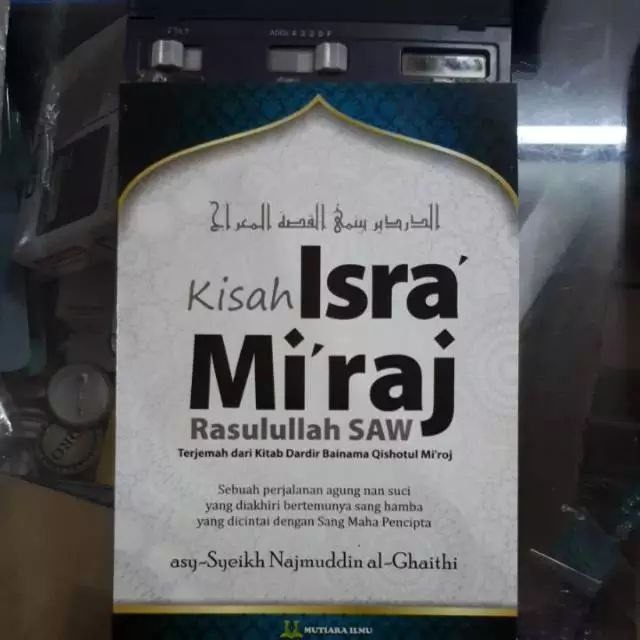 الدردير بينمى القصة المعراج
Kisah Isra'
Mi'raj
Rasulullah SAW
Terjemah dari Kitab Dardir Bainama Qishotul Mi'roj
Sebuah perjalanan agung nan suci
yang diakhiri bertemunya sang hamba
yang dicintai dengan Sang Maha Pencipta
asy-Syeikh Najmuddin al-Ghaithi
MUTIARA ILMU